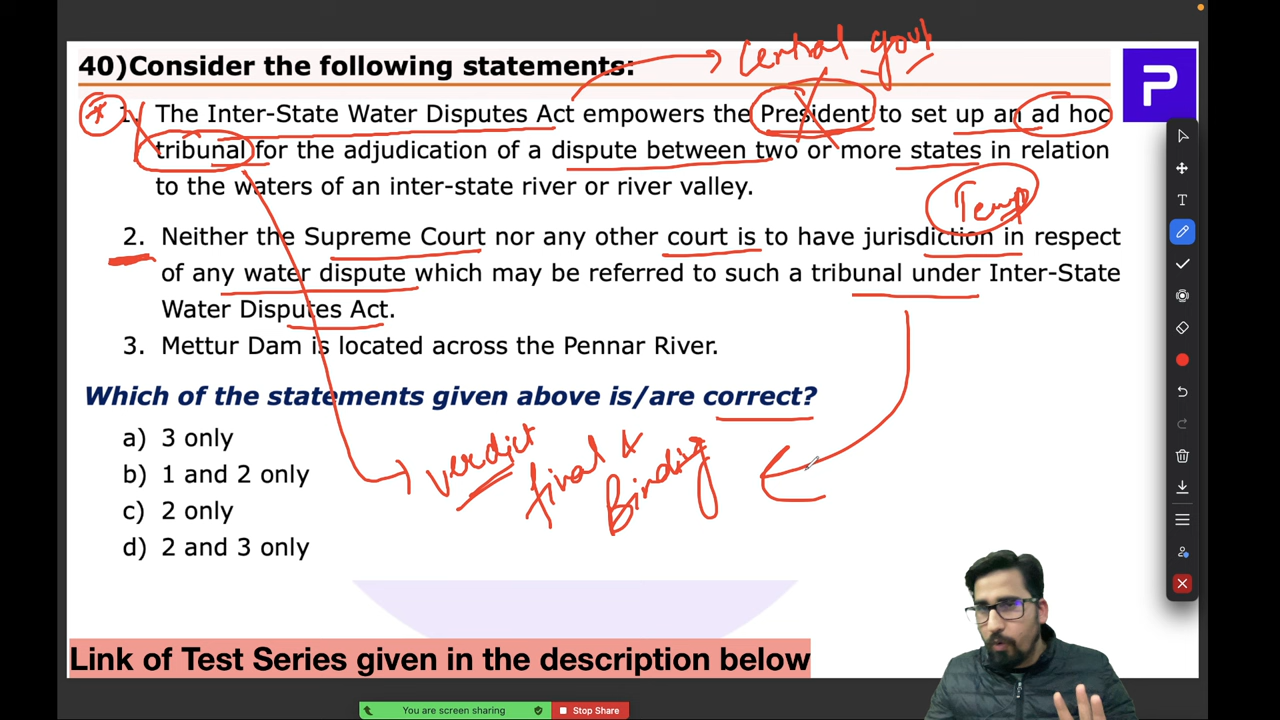 central govt
40)Consider the following statements:
1. The Inter-State Water Disputes Act empowers the President to set up an ad hoc
tribunal for the adjudication of a dispute between two or more states in relation
to the waters of an inter-state river or river valley.
Temp
2. Neither the Supreme Court nor any other court is to have jurisdiction in respect
of any water dispute which may be referred to such a tribunal under Inter-State
Water Disputes Act.
3. Mettur Dam is located across the Pennar River.
Which of the statements given above is/are correct?
a) 3 only
b) 1 and 2 only
c) 2 only
d) 2 and 3 only
verdict
final &
Binding
Link of Test Series given in the description below
You are screen sharing
Stop Share
P
T